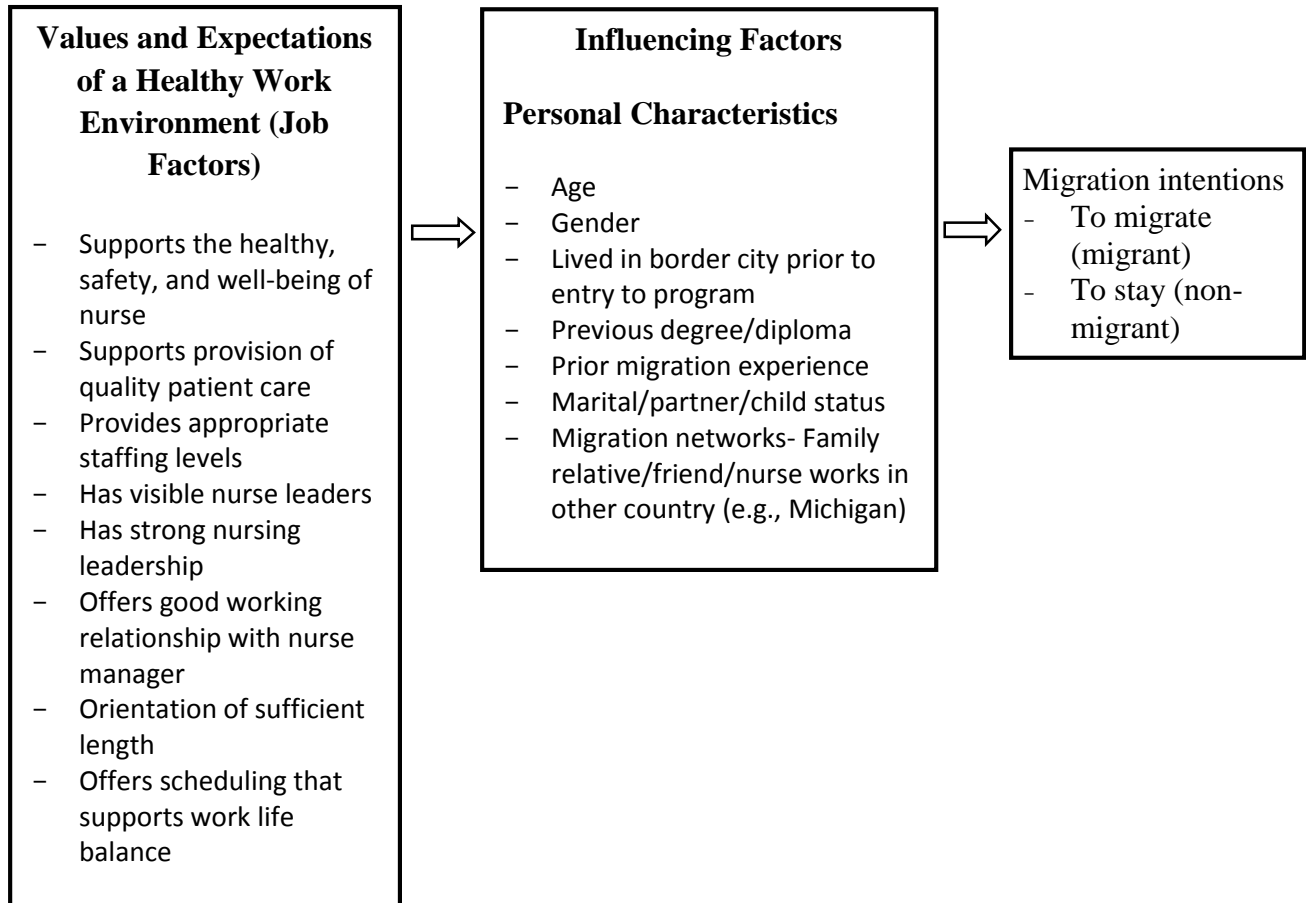 Values and Expectations
of a Healthy Work
Environment (Job
Factors)
− Supports the healthy,
safety, and well-being of
nurse
− Supports provision of
quality patient care
− Provides appropriate
staffing levels
− Has visible nurse leaders
− Has strong nursing
leadership
− Offers good working
relationship with nurse
manager
− Orientation of sufficient
length
− Offers scheduling that
supports work life
balance
Influencing Factors
Personal Characteristics
− Age
− Gender
− Lived in border city prior to
entry to program
− Previous degree/diploma
− Prior migration experience
− Marital/partner/child status
− Migration networks- Family
relative/friend/nurse works in
other country (e.g., Michigan)
Migration intentions
- To migrate
(migrant)
- To stay (non-
migrant)